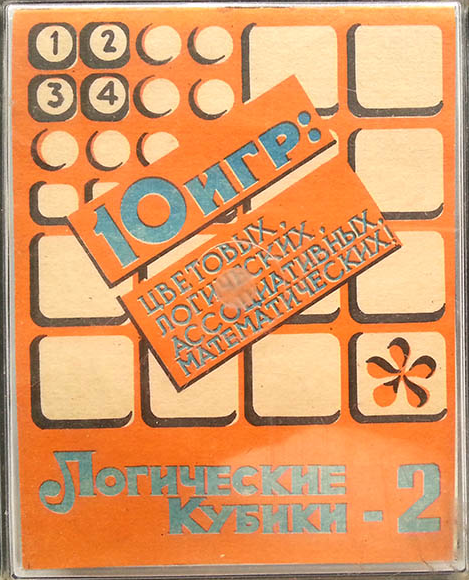 1 2
3 4
10 ИГР:
ЦВЕТОВЫХ,
ЛОГИЧЕСКИХ,
АССОЦИАТИВНЫХ,
МАТЕМАТИЧЕСКИХ!
ЛОГИЧЕСКИЕ
КУБИКИ - 2